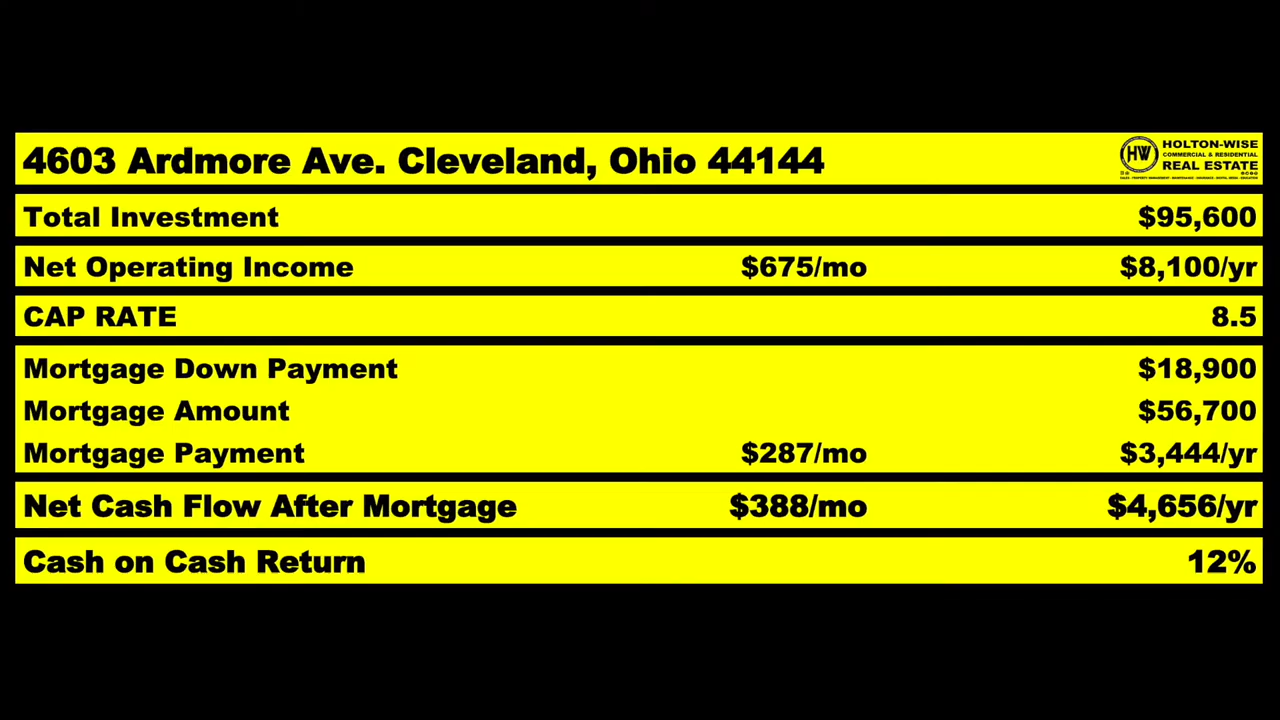 4603 Ardmore Ave. Cleveland, Ohio 44144
HOLTON-WISE
COMMERCIAL & RESIDENTIAL
REAL ESTATE
Total Investment $95,600
Net Operating Income $675/mo $8,100/yr
CAP RATE 8.5
Mortgage Down Payment $18,900
Mortgage Amount $56,700
Mortgage Payment $287/mo $3,444/yr
Net Cash Flow After Mortgage $388/mo $4,656/yr
Cash on Cash Return 12%